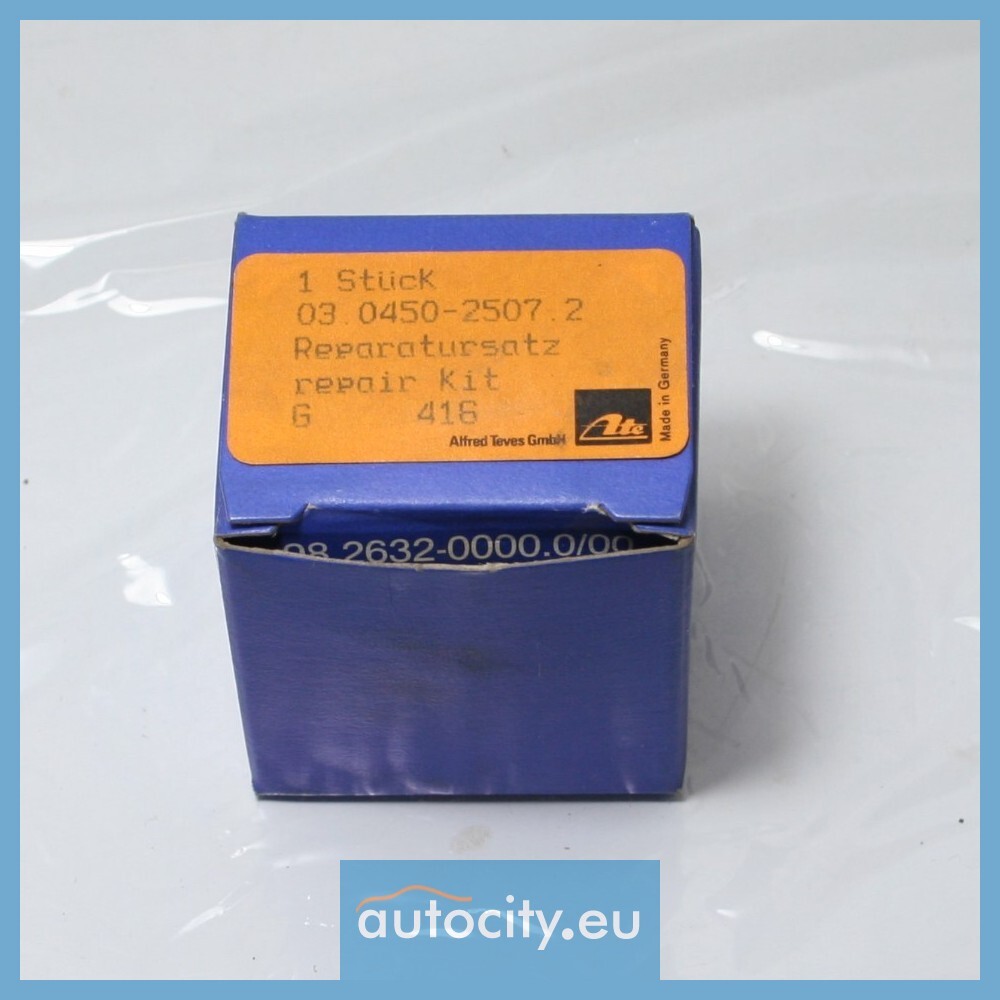 1 Stück
03.0450-2507.2
Reparatursatz
repair Kit
G 416
Alfred Teves GmbH
Ate
Made in Germany
98.2632-0000.0/00
autocity.eu